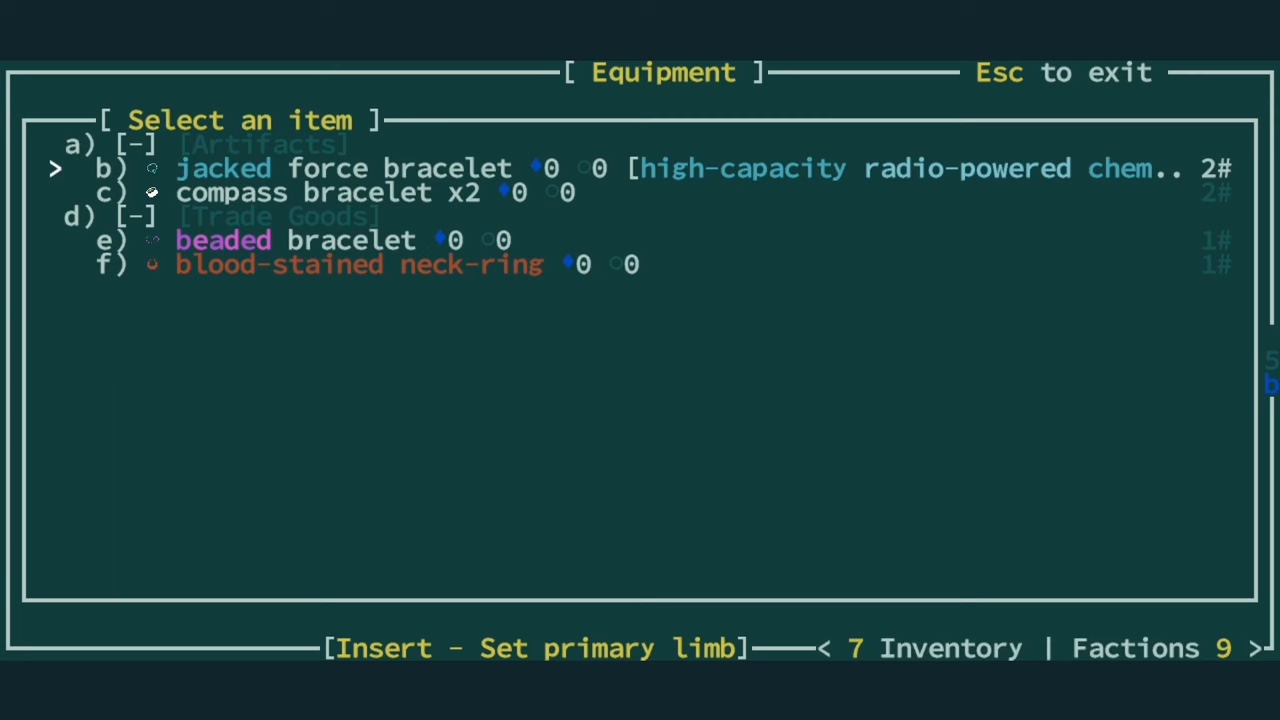 [ Equipment ] Esc to exit
[ Select an item ]
a) [-] [Artifacts]
> b) jacked force bracelet ♦0 ○0 [high-capacity radio-powered chem.. 2#
c) compass bracelet x2 ♦0 ○0 2#
d) [-] [Trade Goods]
e) beaded bracelet ♦0 ○0 1#
f) blood-stained neck-ring ♦0 ○0 1#
5
b
[Insert - Set primary limb] < 7 Inventory | Factions 9 >